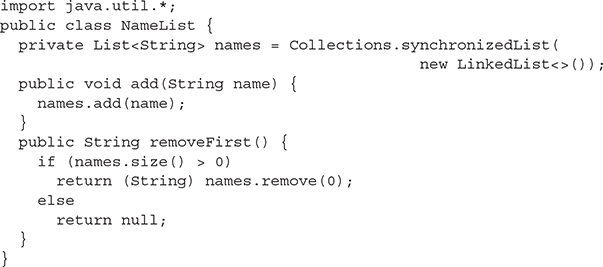 import java.util.*;
public class NameList {
  private List<String> names = Collections.synchronizedList(
                                            new LinkedList<>());
  public void add(String name) {
    names.add(name);
  }
  public String removeFirst() {
    if (names.size() > 0)
      return (String) names.remove(0);
    else
      return null;
  }
}